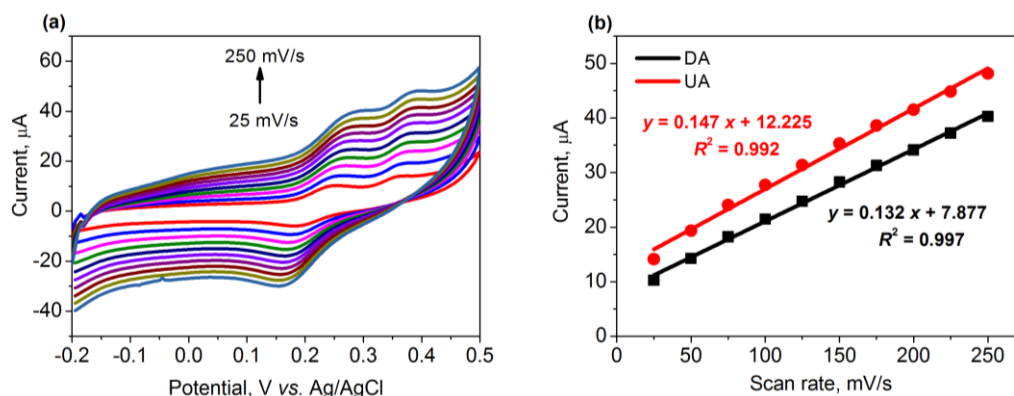 (a)
60
40
20
0
-20
-40
Current, μA
250 mV/s
25 mV/s
-0.2 -0.1 0.0 0.1 0.2 0.3 0.4 0.5
Potential, V vs. Ag/AgCl
(b)
60
50
40
30
20
10
0
Current, μA
DA
UA
y = 0.147 x + 12.225
R² = 0.992
y = 0.132 x + 7.877
R² = 0.997
0 50 100 150 200 250
Scan rate, mV/s